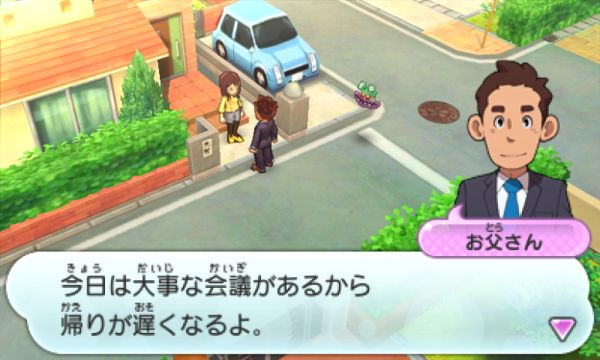 お父さん
今日は大事な会議があるから
帰りが遅くなるよ。